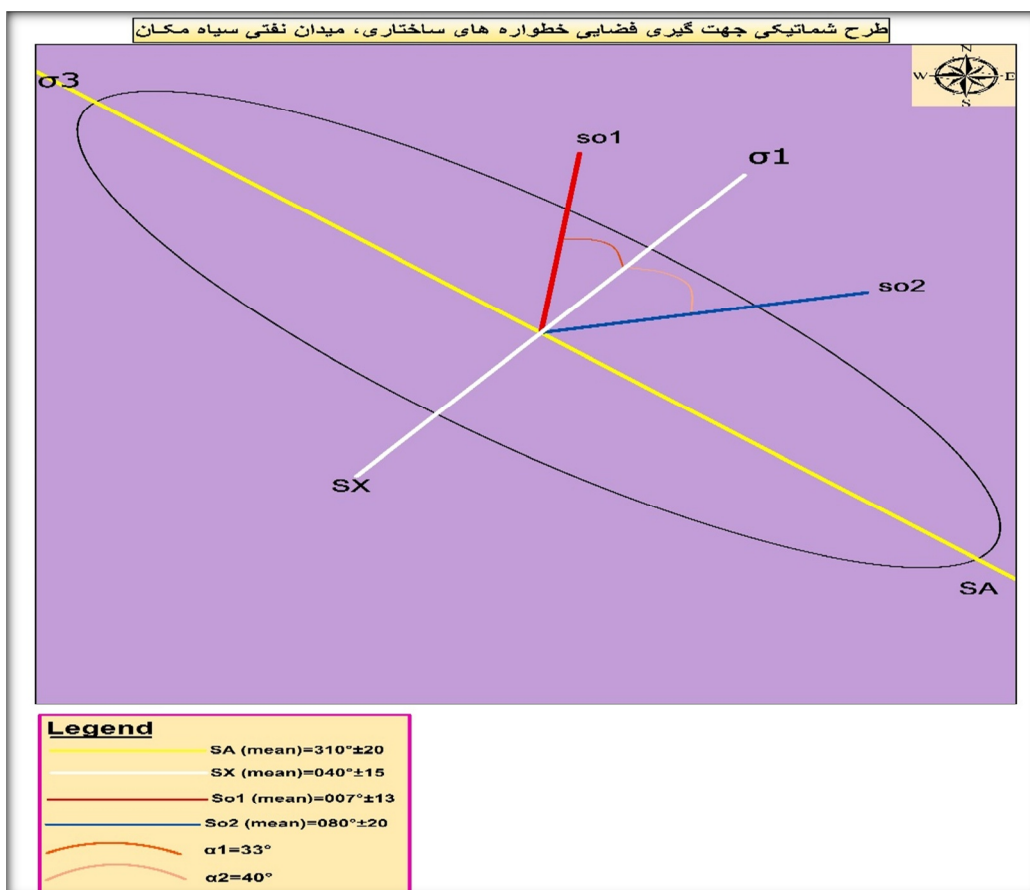 طرح شماتیکی جهت گیری فضایی خطواره های ساختاری، میدان نفتی سیاه مکان
N
W E
S
σ3
so1
σ1
so2
SX
SA
Legend
SA (mean)=310°±20
SX (mean)=040°±15
So1 (mean)=007°±13
So2 (mean)=080°±20
α1=33°
α2=40°